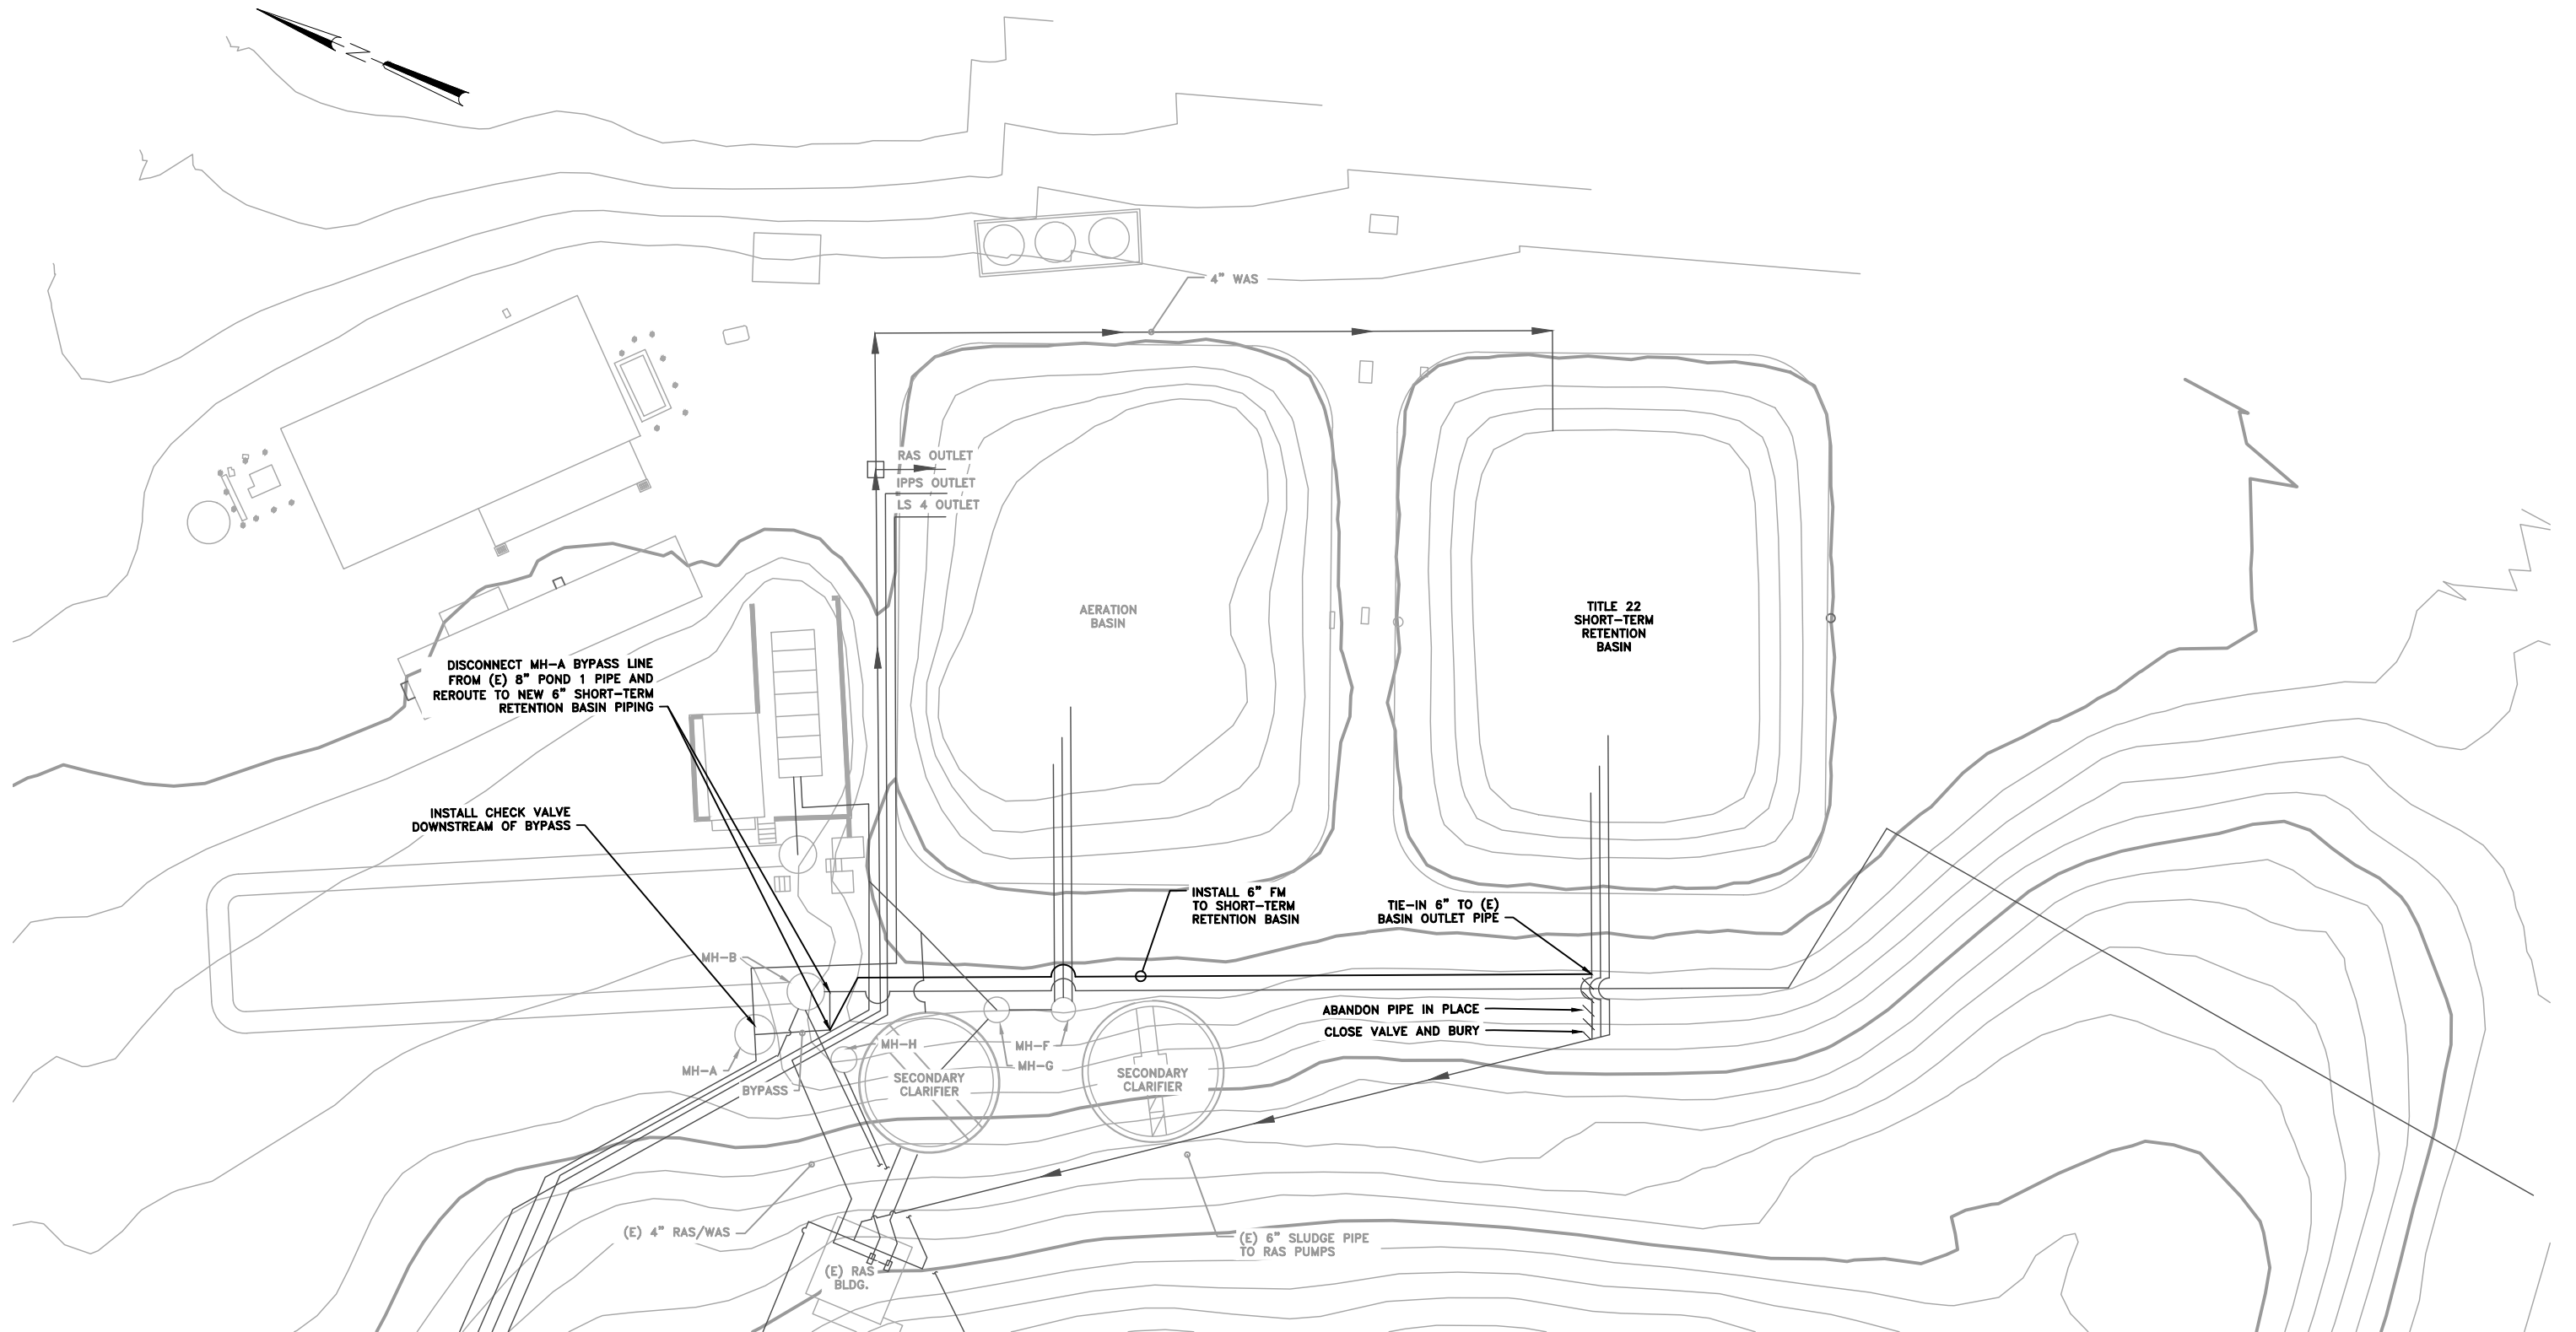 N
4" WAS
RAS OUTLET
IPPS OUTLET
LS 4 OUTLET
AERATION
BASIN
TITLE 22
SHORT-TERM
RETENTION
BASIN
DISCONNECT MH-A BYPASS LINE
FROM (E) 8" POND 1 PIPE AND
REROUTE TO NEW 6" SHORT-TERM
RETENTION BASIN PIPING
INSTALL CHECK VALVE
DOWNSTREAM OF BYPASS
INSTALL 6" FM
TO SHORT-TERM
RETENTION BASIN
TIE-IN 6" TO (E)
BASIN OUTLET PIPE
MH-B
ABANDON PIPE IN PLACE
CLOSE VALVE AND BURY
MH-H
MH-F
MH-G
MH-A
BYPASS
SECONDARY
CLARIFIER
SECONDARY
CLARIFIER
(E) 4" RAS/WAS
(E) 6" SLUDGE PIPE
TO RAS PUMPS
(E) RAS
BLDG.